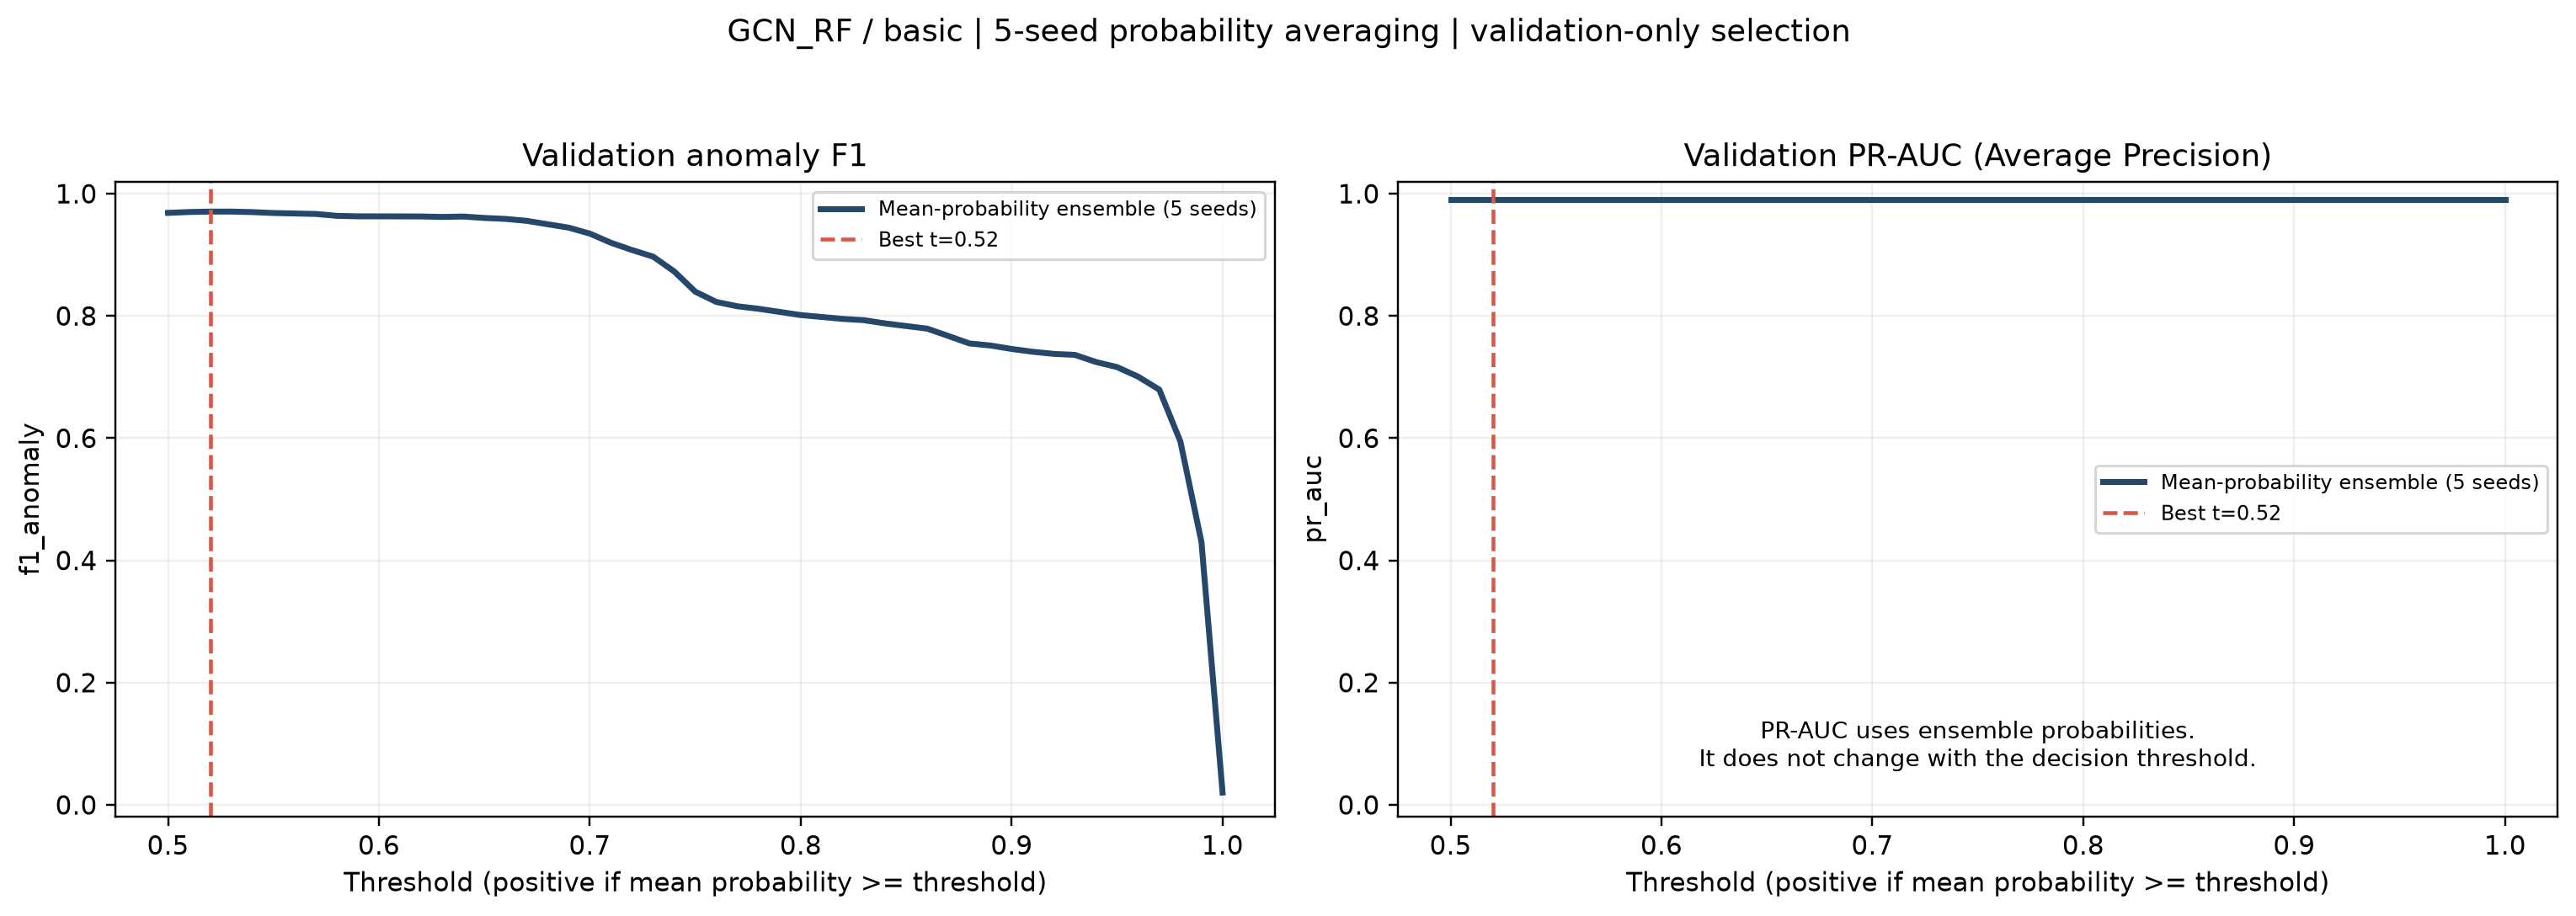 GCN_RF / basic | 5-seed probability averaging | validation-only selection
Validation anomaly F1
1.0
0.8
0.6
0.4
0.2
0.0
f1_anomaly
Mean-probability ensemble (5 seeds)
Best t=0.52
0.5 0.6 0.7 0.8 0.9 1.0
Threshold (positive if mean probability >= threshold)
Validation PR-AUC (Average Precision)
1.0
0.8
0.6
0.4
0.2
0.0
pr_auc
Mean-probability ensemble (5 seeds)
Best t=0.52
PR-AUC uses ensemble probabilities.
It does not change with the decision threshold.
0.5 0.6 0.7 0.8 0.9 1.0
Threshold (positive if mean probability >= threshold)